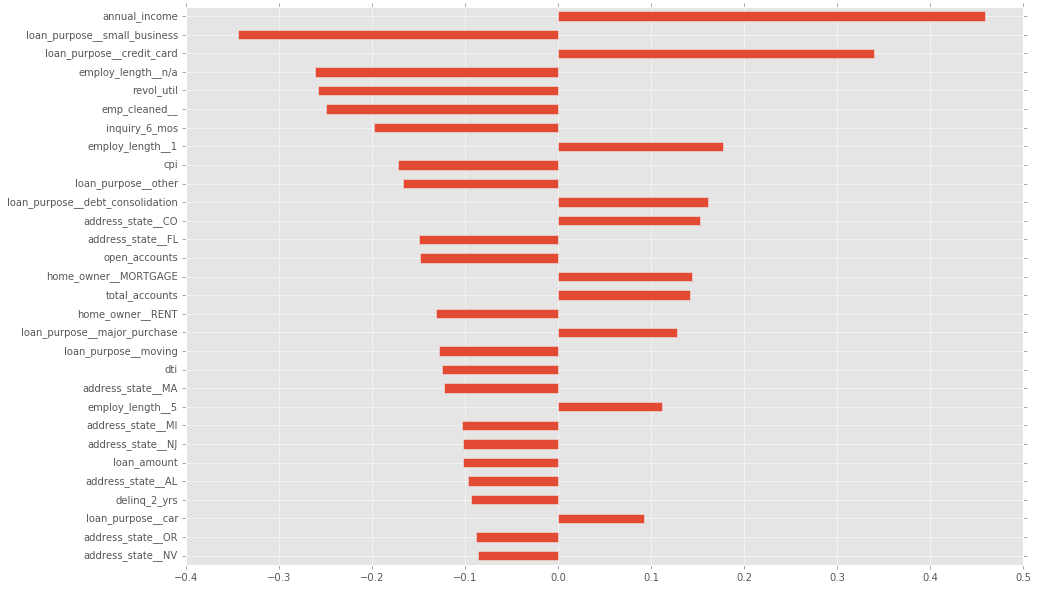 annual_income
loan_purpose__small_business
loan_purpose__credit_card
employ_length__n/a
revol_util
emp_cleaned__
inquiry_6_mos
employ_length__1
cpi
loan_purpose__other
loan_purpose__debt_consolidation
address_state__CO
address_state__FL
open_accounts
home_owner__MORTGAGE
total_accounts
home_owner__RENT
loan_purpose__major_purchase
loan_purpose__moving
dti
address_state__MA
employ_length__5
address_state__MI
address_state__NJ
loan_amount
address_state__AL
delinq_2_yrs
loan_purpose__car
address_state__OR
address_state__NV
−0.4 −0.3 −0.2 −0.1 0.0 0.1 0.2 0.3 0.4 0.5